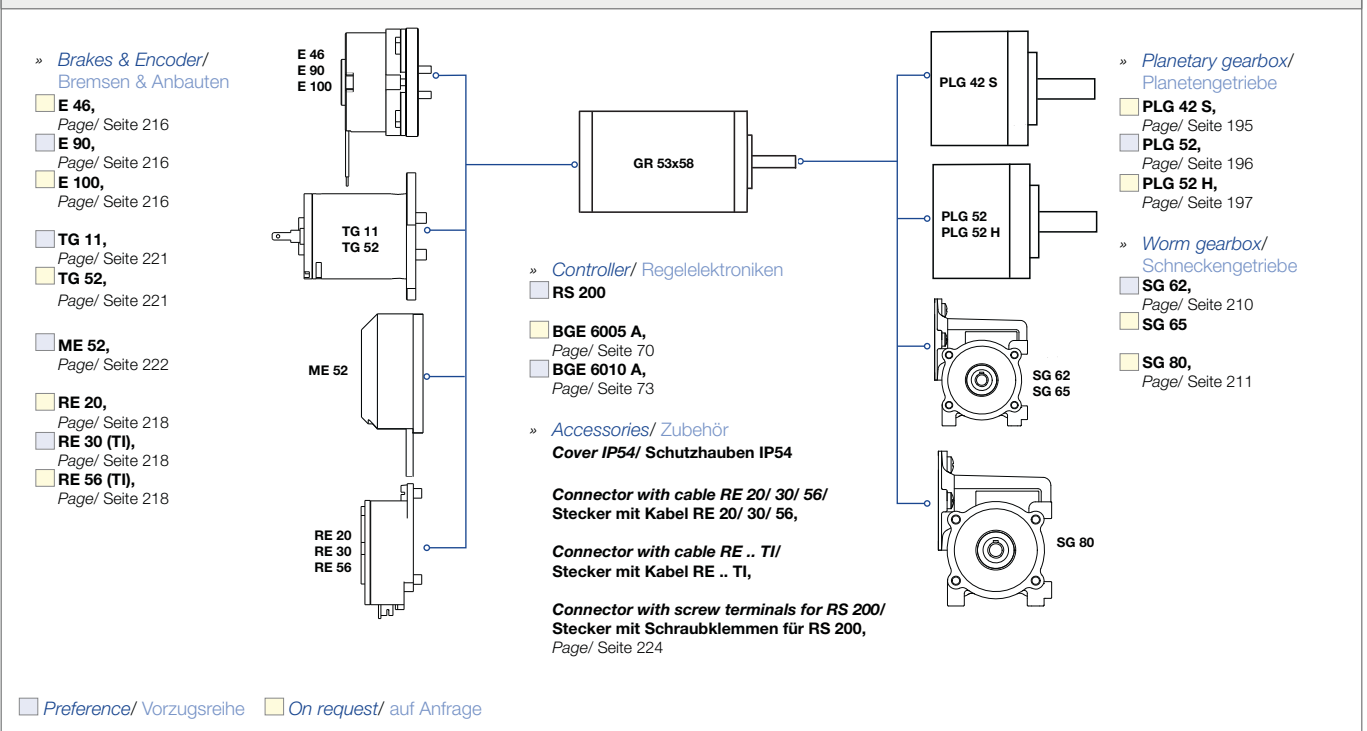 » Brakes & Encoder/
Bremsen & Anbauten
E 46,
Page/ Seite 216
E 90,
Page/ Seite 216
E 100,
Page/ Seite 216
TG 11,
Page/ Seite 221
TG 52,
Page/ Seite 221
ME 52,
Page/ Seite 222
RE 20,
Page/ Seite 218
RE 30 (TI),
Page/ Seite 218
RE 56 (TI),
Page/ Seite 218
E 46
E 90
E 100
TG 11
TG 52
ME 52
RE 20
RE 30
RE 56
GR 53x58
» Controller/ Regelelektroniken
RS 200
BGE 6005 A,
Page/ Seite 70
BGE 6010 A,
Page/ Seite 73
» Accessories/ Zubehör
Cover IP54/ Schutzhauben IP54
Connector with cable RE 20/ 30/ 56/
Stecker mit Kabel RE 20/ 30/ 56,
Connector with cable RE .. TI/
Stecker mit Kabel RE .. TI,
Connector with screw terminals for RS 200/
Stecker mit Schraubklemmen für RS 200,
Page/ Seite 224
PLG 42 S
PLG 52
PLG 52 H
SG 62
SG 65
SG 80
» Planetary gearbox/
Planetengetriebe
PLG 42 S,
Page/ Seite 195
PLG 52,
Page/ Seite 196
PLG 52 H,
Page/ Seite 197
» Worm gearbox/
Schneckengetriebe
SG 62,
Page/ Seite 210
SG 65
SG 80,
Page/ Seite 211
Preference/ Vorzugsreihe On request/ auf Anfrage